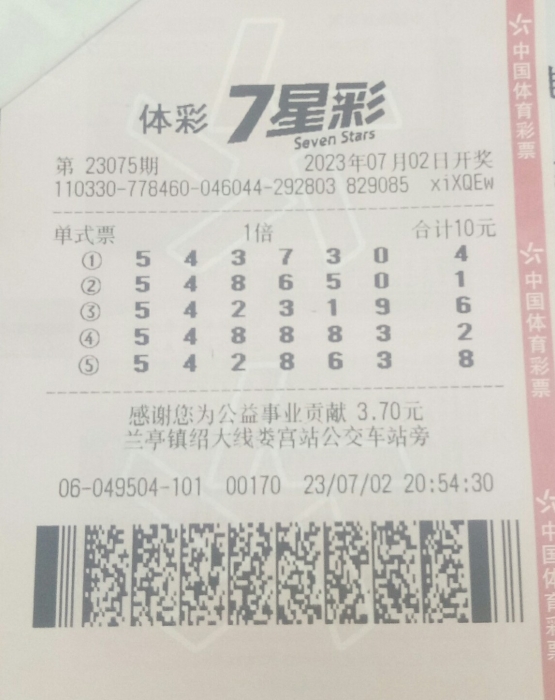 体彩 7星彩
Seven Stars
第 23075期 2023年07月02日开奖
110330-778460-046044-292803 829085 xiXQEw
单式票 1倍 合计10元
① 5 4 3 7 3 0 4
② 5 4 8 6 5 0 1
③ 5 4 2 3 1 9 6
④ 5 4 8 8 8 3 2
⑤ 5 4 2 8 6 3 8
感谢您为公益事业贡献 3.70元
兰亭镇绍大线娄宫站公交车站旁
06-049504-101 00170 23/07/02 20:54:30
中国体育彩票
中国体育彩票
中国体育彩票